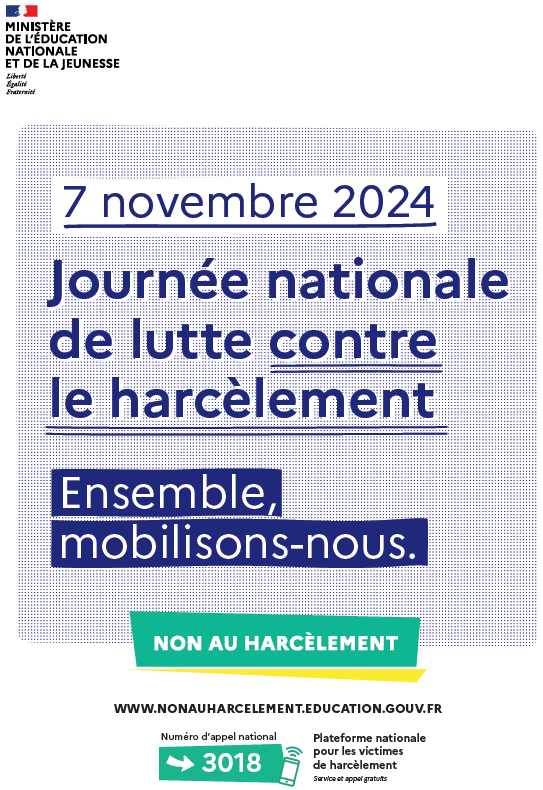 MINISTÈRE
DE L'ÉDUCATION
NATIONALE
ET DE LA JEUNESSE
Liberté
Égalité
Fraternité
7 novembre 2024
Journée nationale
de lutte contre
le harcèlement
Ensemble,
mobilisons-nous.
NON AU HARCÈLEMENT
WWW.NONAUHARCELEMENT.EDUCATION.GOUV.FR
Numéro d'appel national
3018
Plateforme nationale
pour les victimes
de harcèlement
Service et appel gratuits